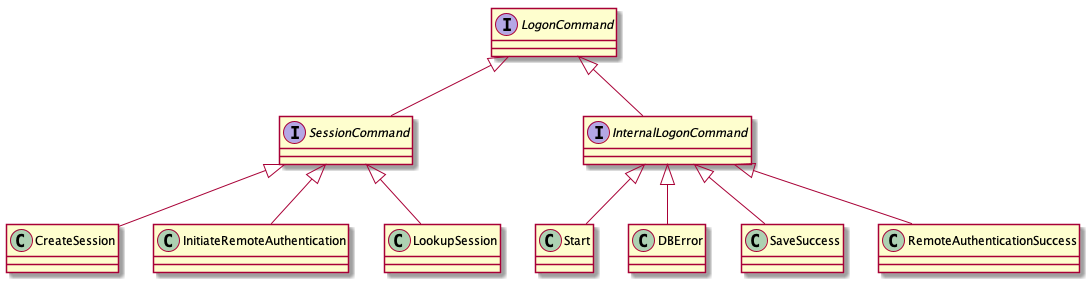 I LogonCommand
I SessionCommand
I InternalLogonCommand
C CreateSession
C InitiateRemoteAuthentication
C LookupSession
C Start
C DBError
C SaveSuccess
C RemoteAuthenticationSuccess